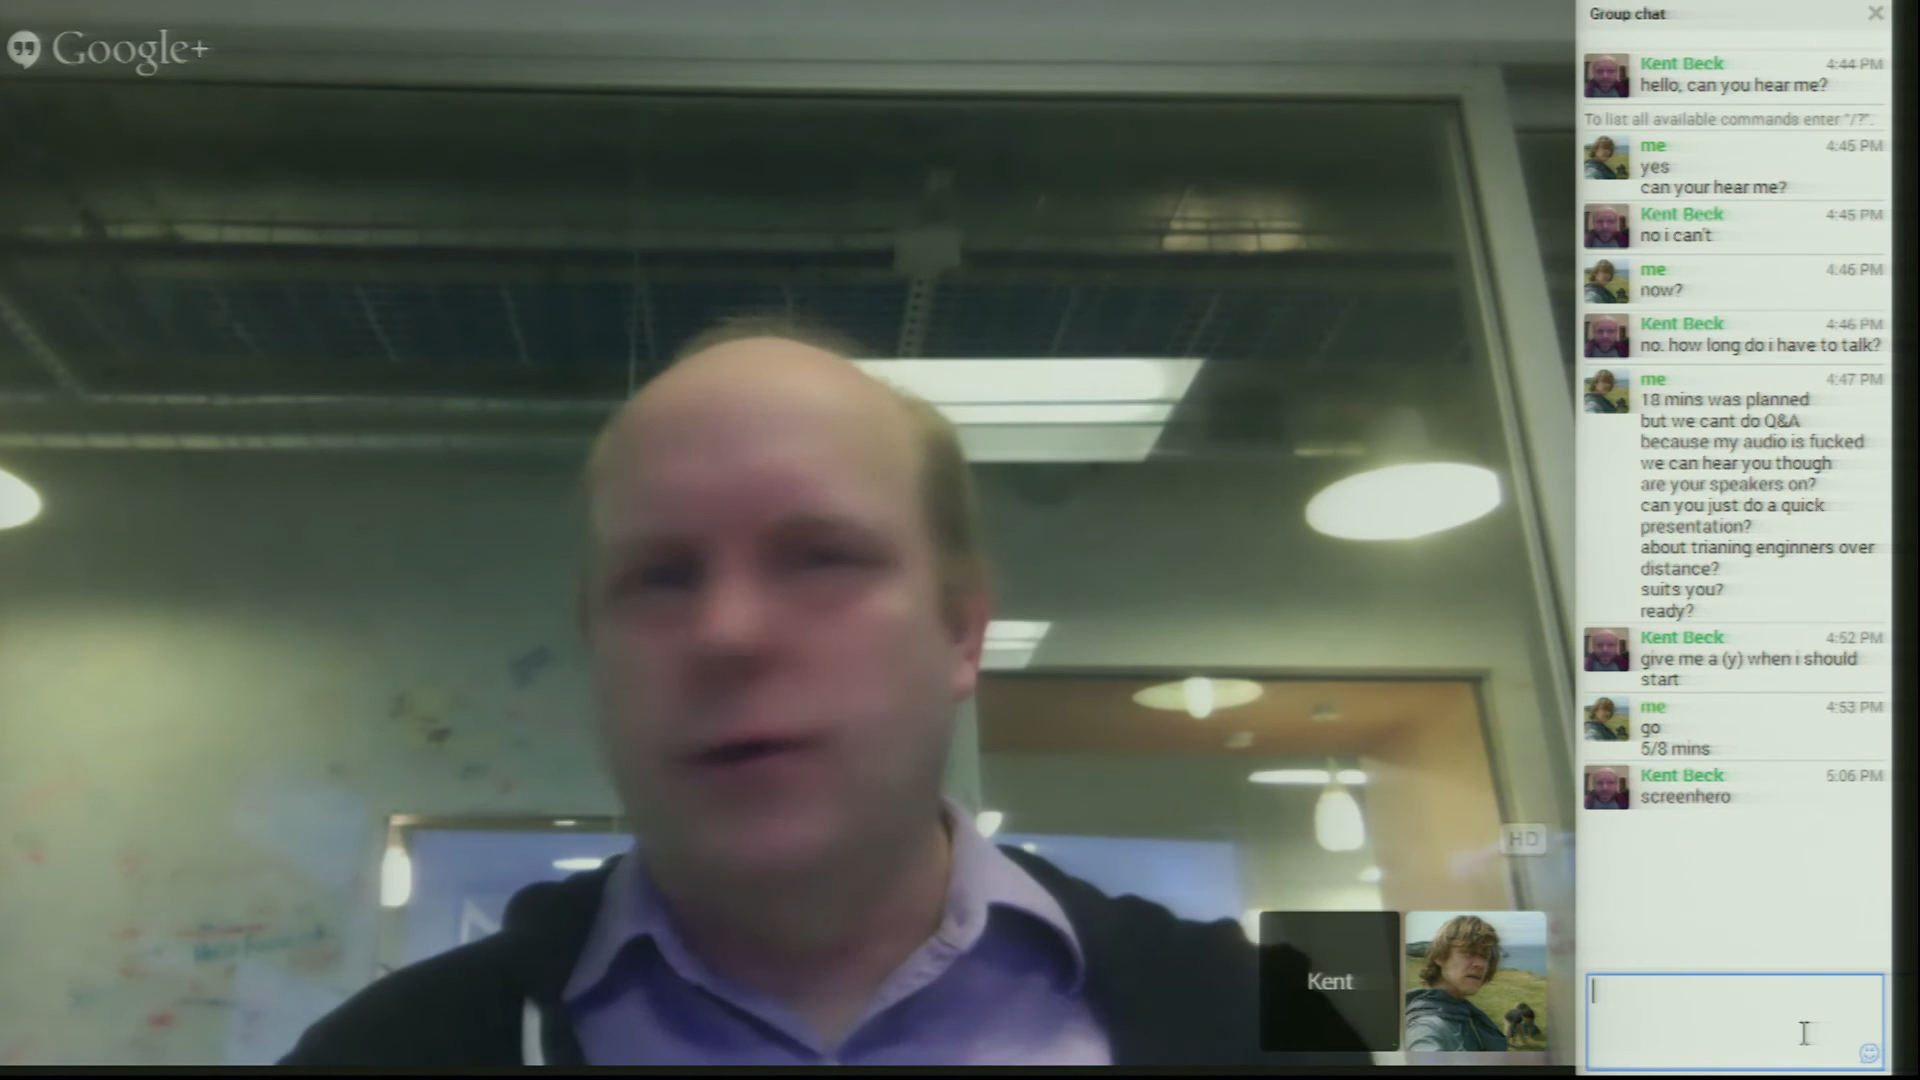 Google+
Group chat
Kent Beck 4:44 PM
hello, can you hear me?
To list all available commands enter "/?".
me 4:45 PM
yes
can your hear me?
Kent Beck 4:45 PM
no i can't
me 4:46 PM
now?
Kent Beck 4:46 PM
no. how long do i have to talk?
me 4:47 PM
18 mins was planned
but we cant do Q&A
because my audio is fucked
we can hear you though
are your speakers on?
can you just do a quick
presentation?
about trianing enginners over
distance?
suits you?
ready?
Kent Beck 4:52 PM
give me a (y) when i should
start
me 4:53 PM
go
5/8 mins
Kent Beck 5:06 PM
screenhero
HD
Kent